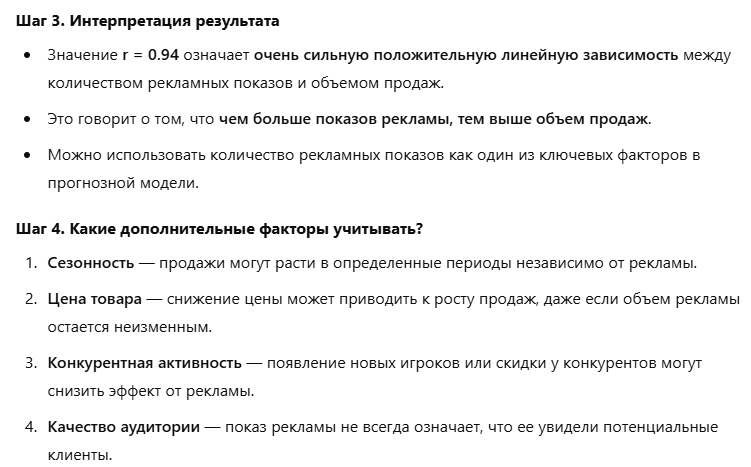 Шаг 3. Интерпретация результата
• Значение r = 0.94 означает очень сильную положительную линейную зависимость между
количеством рекламных показов и объемом продаж.
• Это говорит о том, что чем больше показов рекламы, тем выше объем продаж.
• Можно использовать количество рекламных показов как один из ключевых факторов в
прогнозной модели.
Шаг 4. Какие дополнительные факторы учитывать?
1. Сезонность — продажи могут расти в определенные периоды независимо от рекламы.
2. Цена товара — снижение цены может приводить к росту продаж, даже если объем рекламы
остается неизменным.
3. Конкурентная активность — появление новых игроков или скидки у конкурентов могут
снизить эффект от рекламы.
4. Качество аудитории — показ рекламы не всегда означает, что ее увидели потенциальные
клиенты.